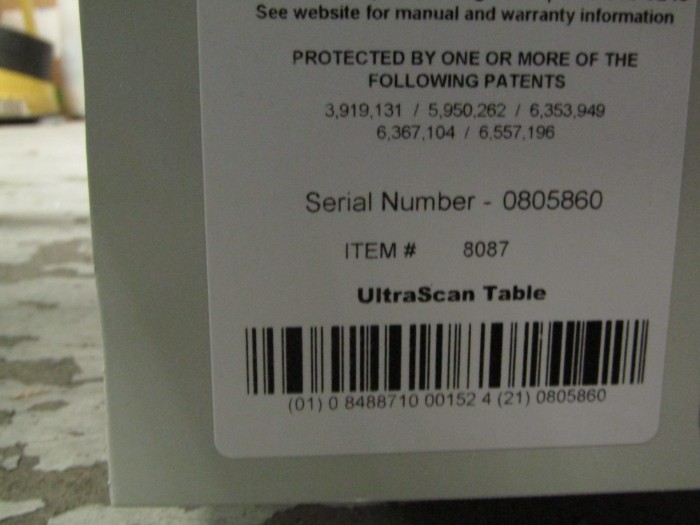 See website for manual and warranty information
PROTECTED BY ONE OR MORE OF THE
FOLLOWING PATENTS
3,919,131 / 5,950,262 / 6,353,949
6,367,104 / 6,557,196
Serial Number - 0805860
ITEM # 8087
UltraScan Table
(01) 0 8488710 00152 4 (21) 0805860